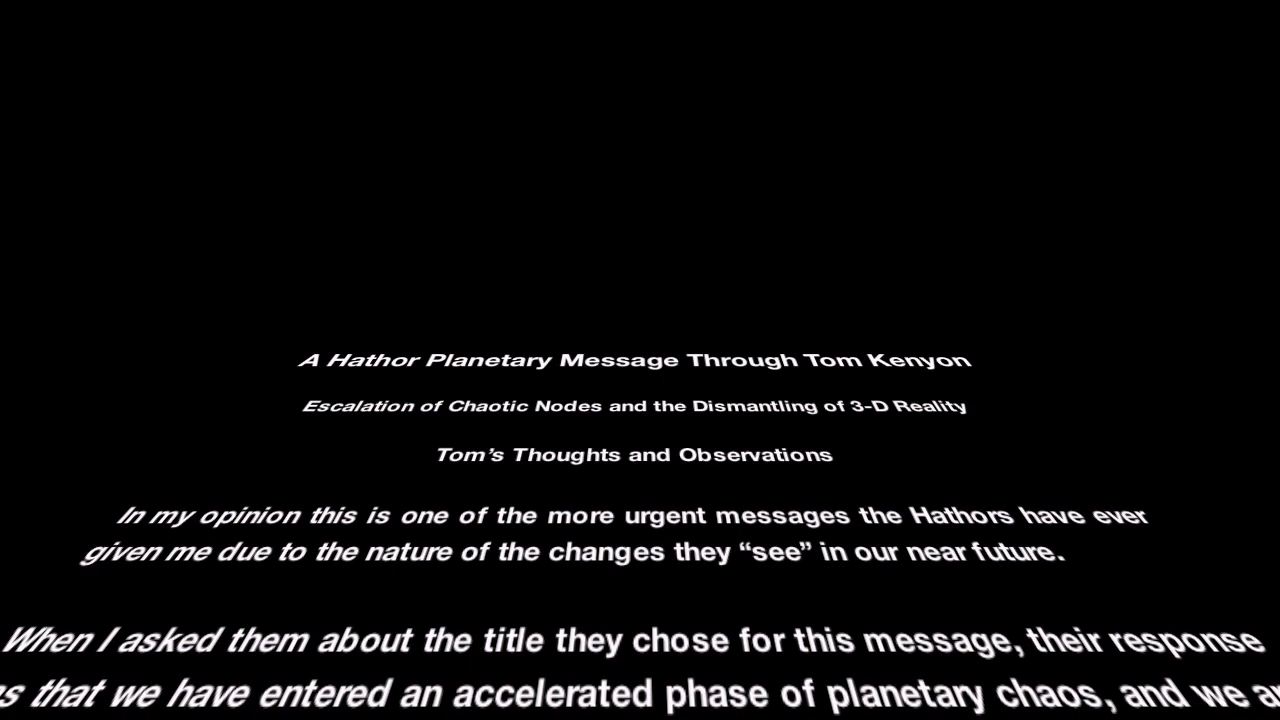 A Hathor Planetary Message Through Tom Kenyon
Escalation of Chaotic Nodes and the Dismantling of 3-D Reality
Tom’s Thoughts and Observations
In my opinion this is one of the more urgent messages the Hathors have ever
given me due to the nature of the changes they “see” in our near future.
When I asked them about the title they chose for this message, their response
that we have entered an accelerated phase of planetary chaos, and we